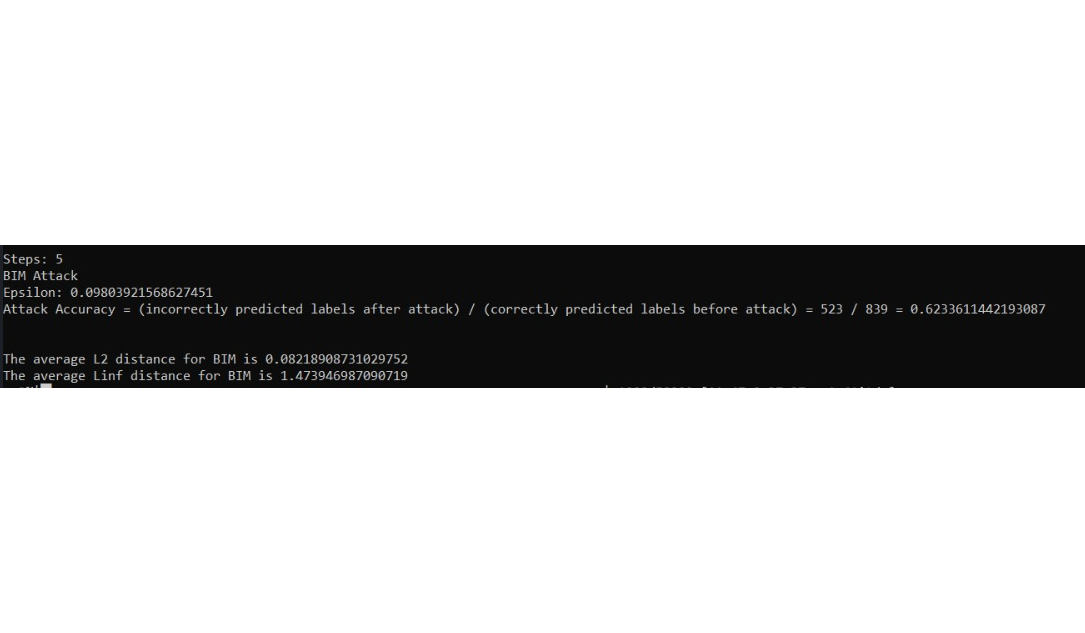 Steps: 5
BIM Attack
Epsilon: 0.09803921568627451
Attack Accuracy = (incorrectly predicted labels after attack) / (correctly predicted labels before attack) = 523 / 839 = 0.6233611442193087
The average L2 distance for BIM is 0.08218908731029752
The average Linf distance for BIM is 1.473946987090719